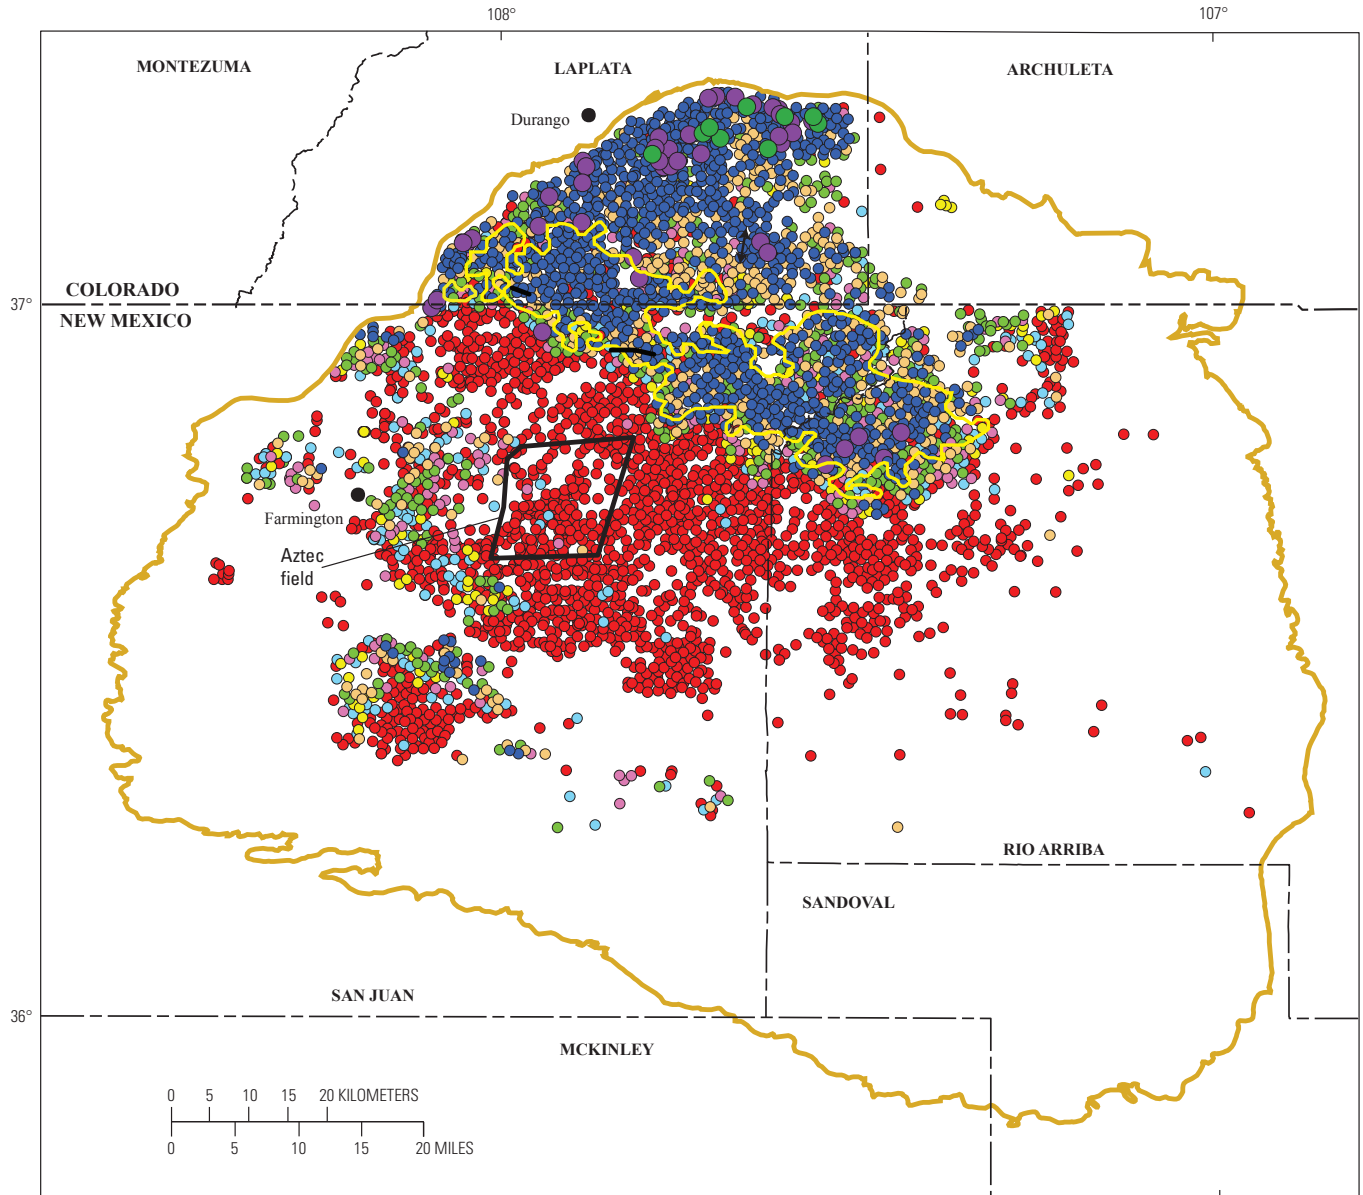 108°
107°
MONTEZUMA
LAPLATA
ARCHULETA
Durango
37°
COLORADO
NEW MEXICO
Farmington
Aztec
field
RIO ARRIBA
SANDOVAL
SAN JUAN
36°
MCKINLEY
0 5 10 15 20 KILOMETERS
0 5 10 15 20 MILES